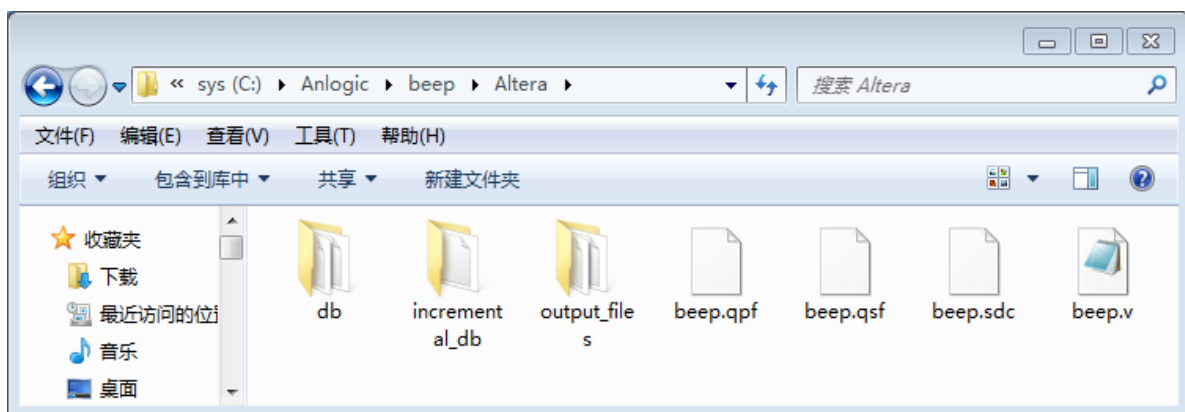 « sys (C:) Anlogic beep Altera
搜索 Altera
文件(F) 编辑(E) 查看(V) 工具(T) 帮助(H)
组织 包含到库中 共享 新建文件夹
收藏夹
下载
最近访问的位
音乐
桌面
db
increment
al_db
output_file
s
beep.qpf
beep.qsf
beep.sdc
beep.v